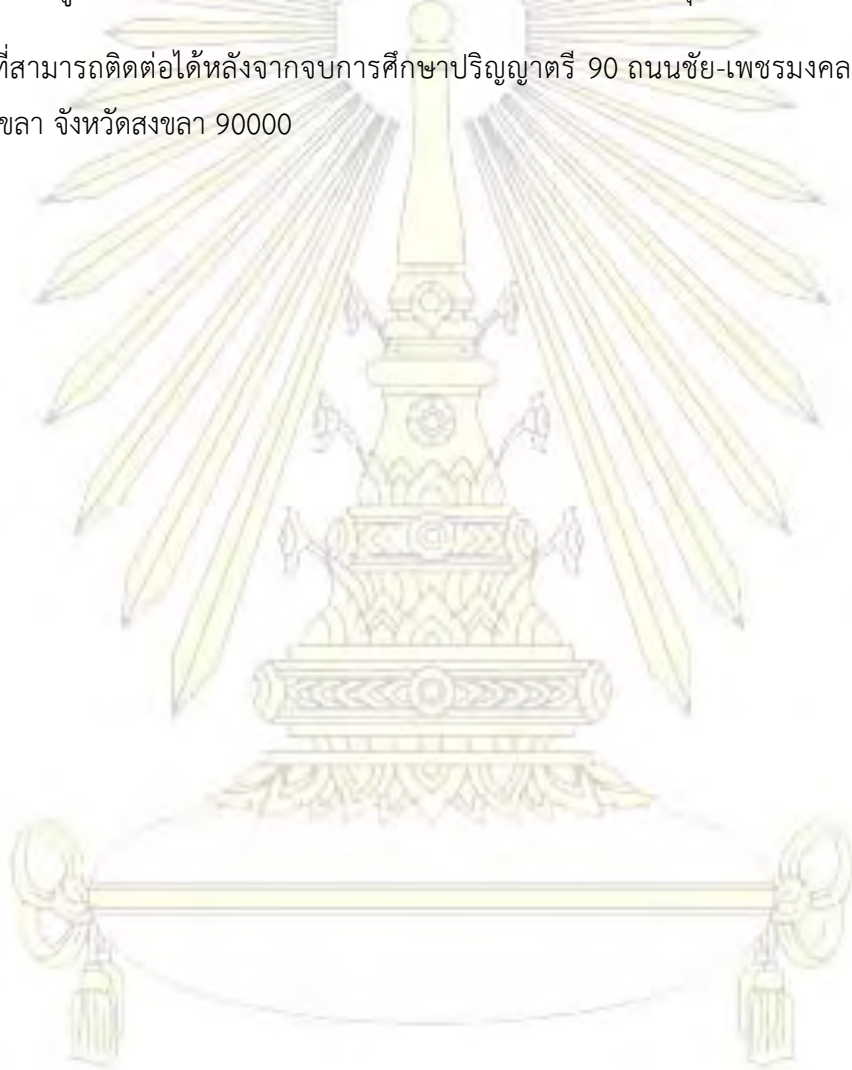 ที่สามารถติดต่อได้หลังจากจบการศึกษาปริญญาตรี 90 ถนนชัย-เพชรมงคล
ขลา จังหวัดสงขลา 90000